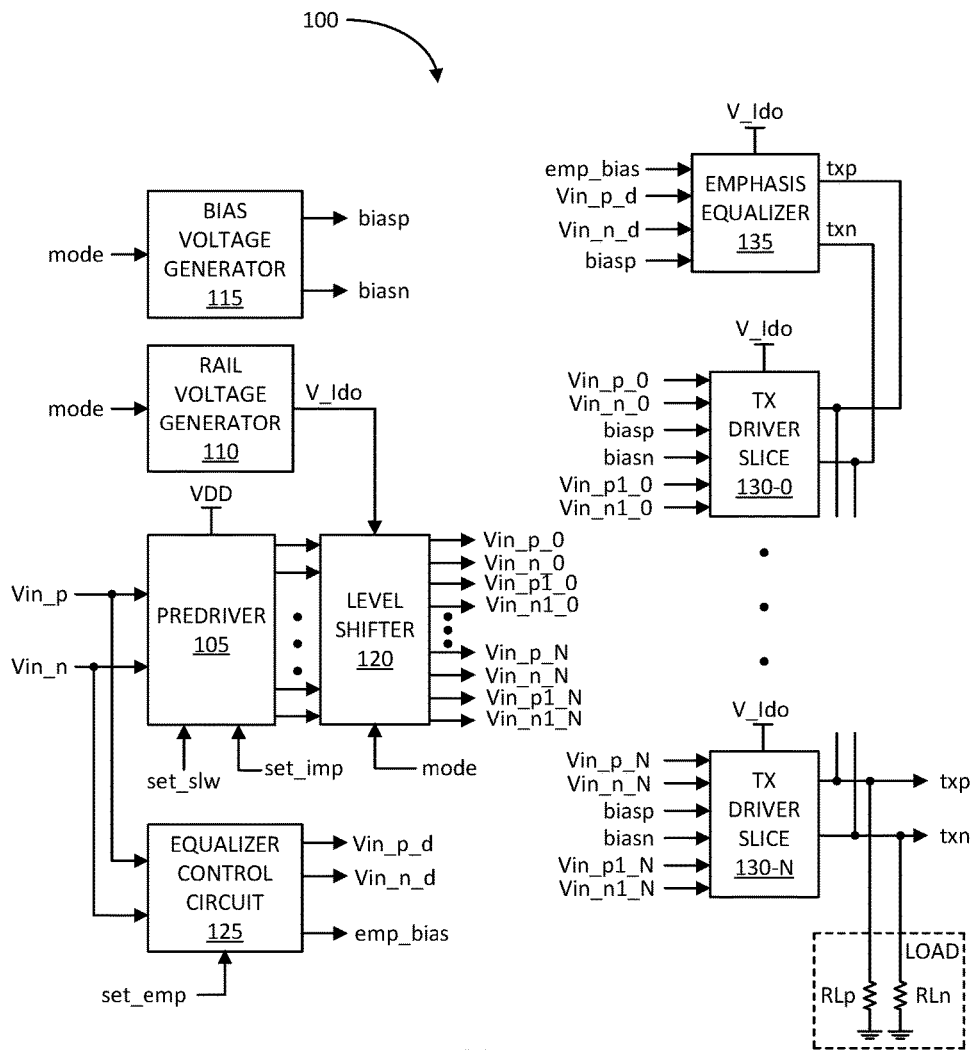 100
mode
BIAS
VOLTAGE
GENERATOR
115
biasp
biasn
mode
RAIL
VOLTAGE
GENERATOR
110
V_ldo
VDD
Vin_p
Vin_n
PREDRIVER
105
set_slw
set_imp
LEVEL
SHIFTER
120
mode
Vin_p_0
Vin_n_0
Vin_p1_0
Vin_n1_0
Vin_p_N
Vin_n_N
Vin_p1_N
Vin_n1_N
EQUALIZER
CONTROL
CIRCUIT
125
set_emp
Vin_p_d
Vin_n_d
emp_bias
V_ldo
emp_bias
Vin_p_d
Vin_n_d
biasp
EMPHASIS
EQUALIZER
135
txp
txn
V_ldo
Vin_p_0
Vin_n_0
biasp
biasn
Vin_p1_0
Vin_n1_0
TX
DRIVER
SLICE
130-0
V_ldo
Vin_p_N
Vin_n_N
biasp
biasn
Vin_p1_N
Vin_n1_N
TX
DRIVER
SLICE
130-N
txp
txn
LOAD
RLp
RLn